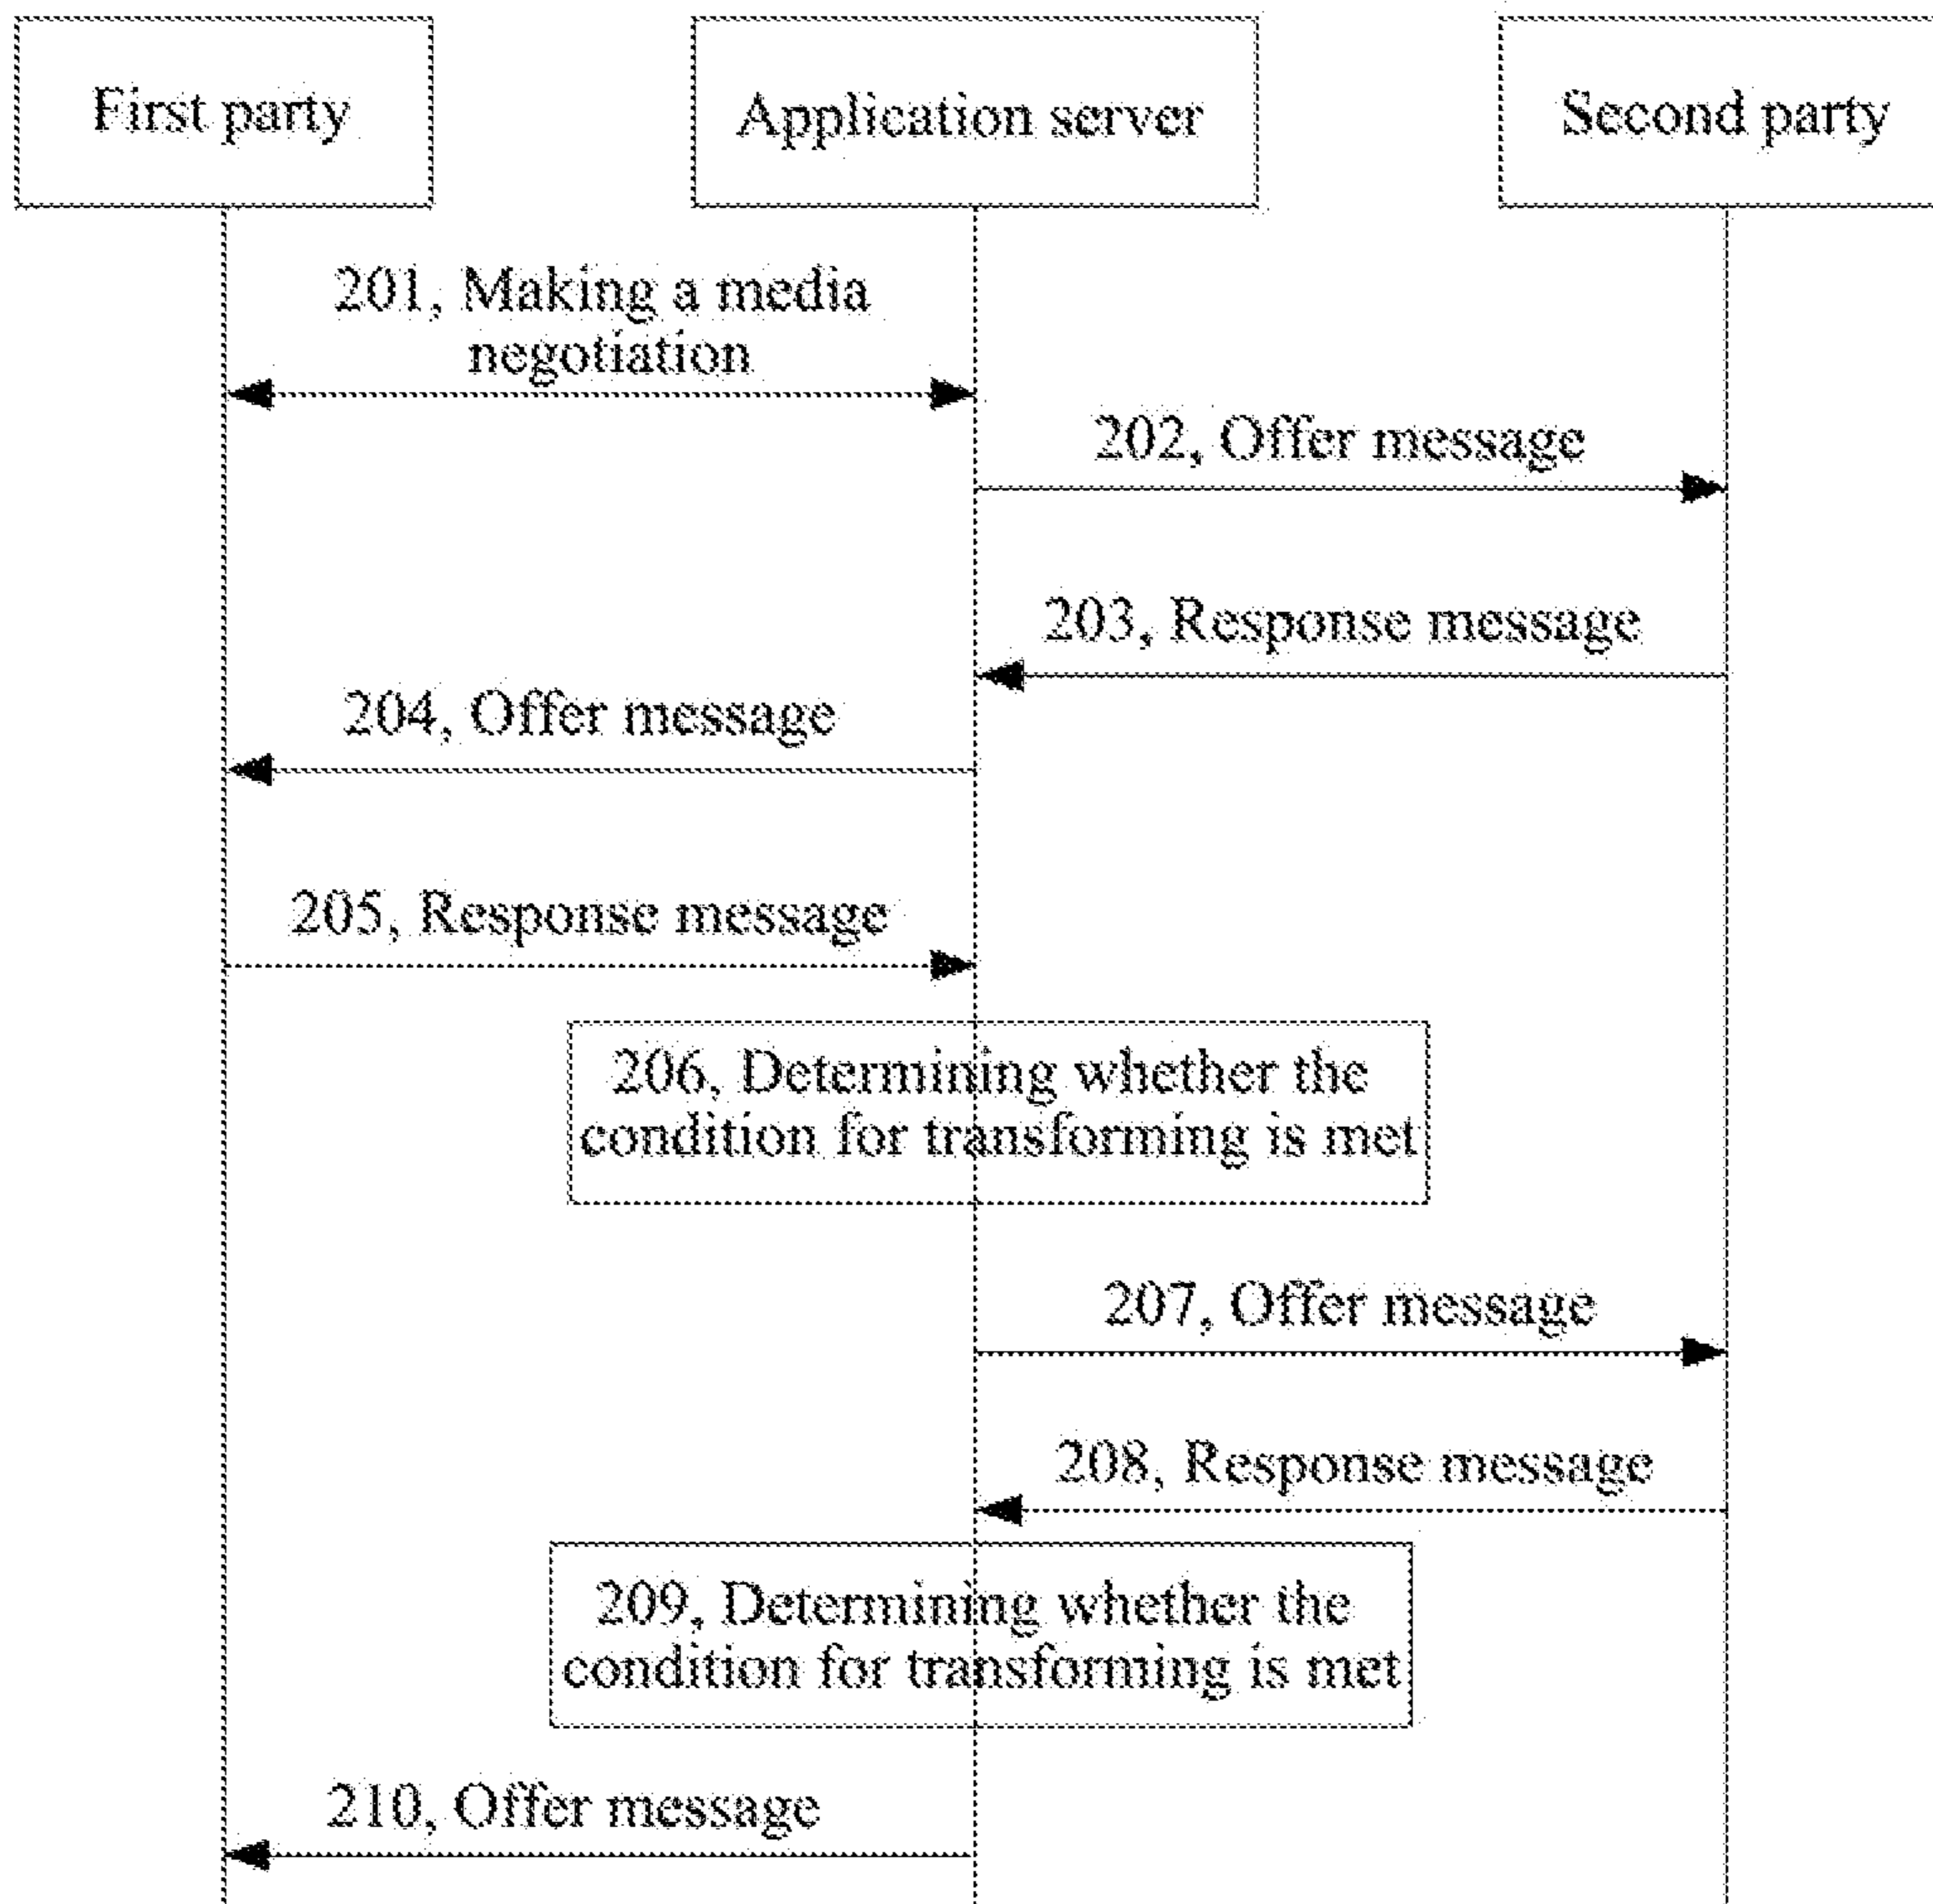 First party
Application server
Second party
201, Making a media
negotiation
202, Offer message
203, Response message
204, Offer message
205, Response message
206, Determining whether the
condition for transforming is met
207, Offer message
208, Response message
209, Determining whether the
condition for transforming is met
210, Offer message